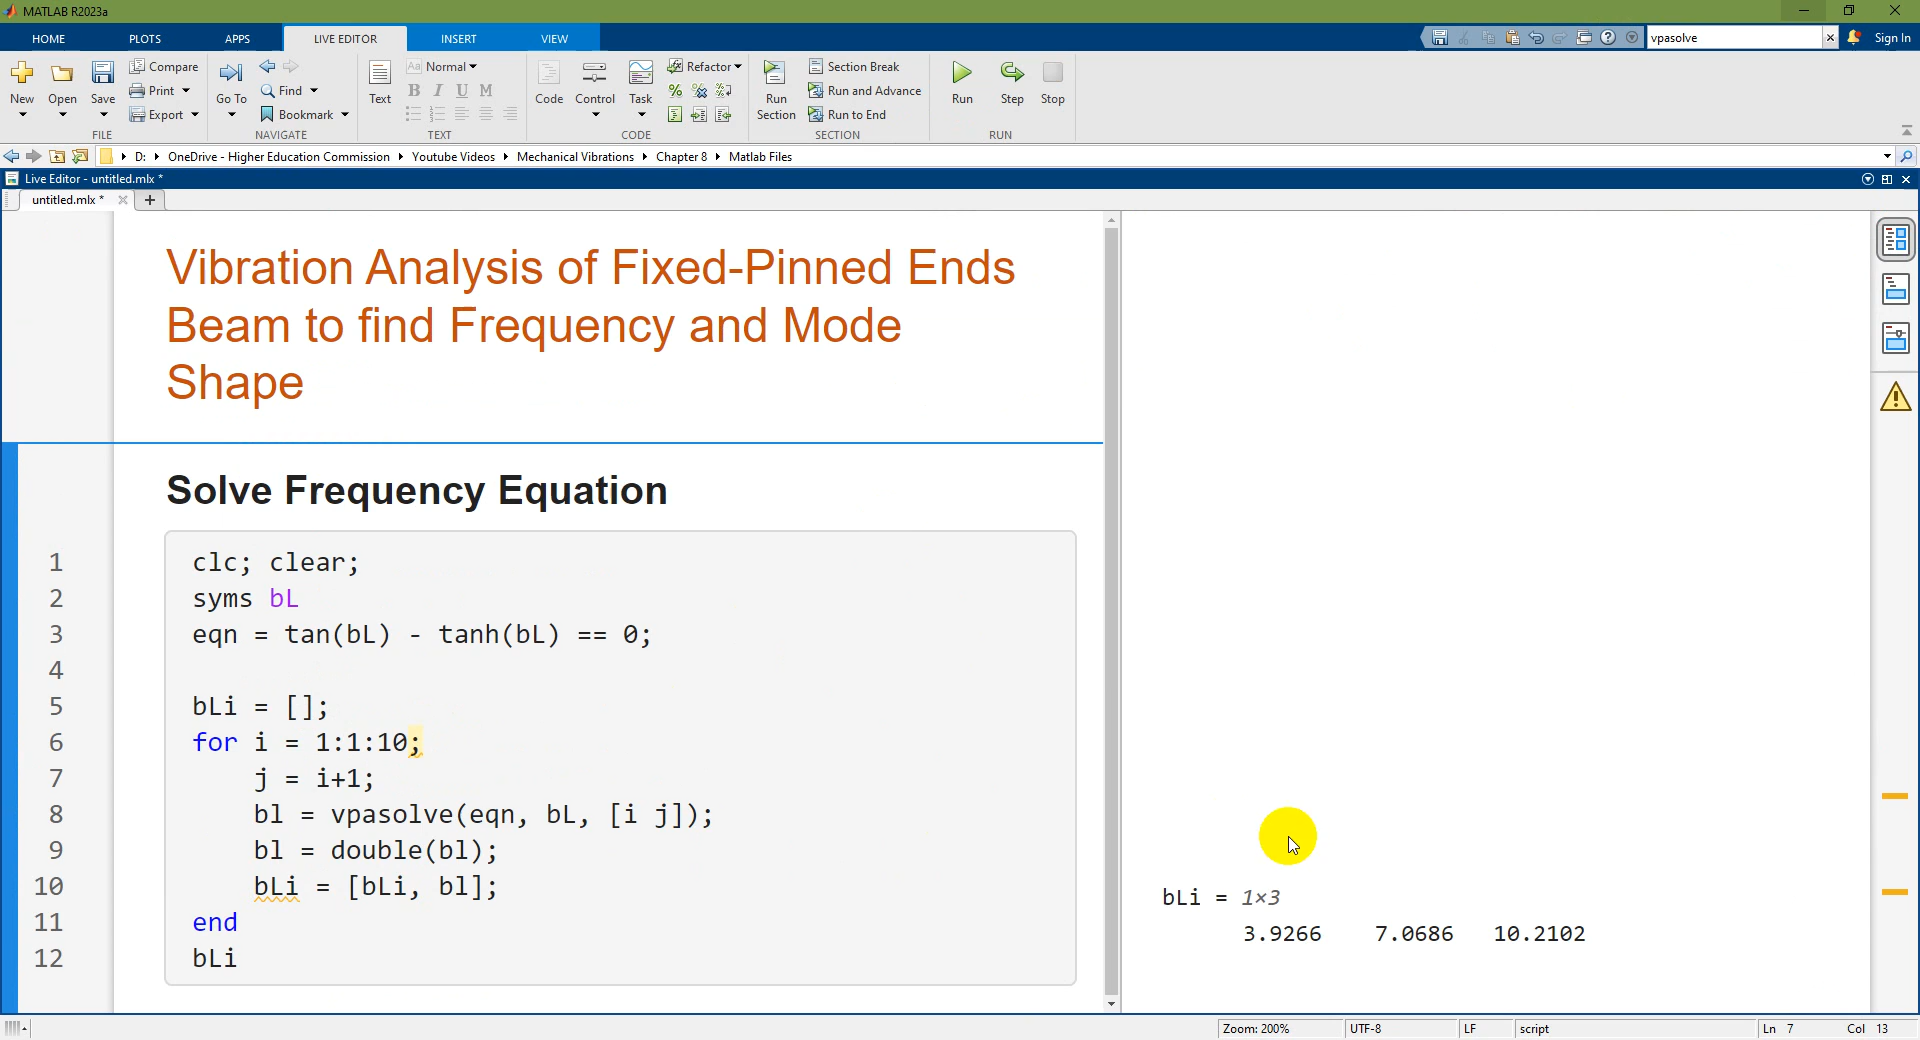 MATLAB R2023a
HOME PLOTS APPS LIVE EDITOR INSERT VIEW
vpasolve
Sign In
New Open Save
Compare
Print
Export
FILE
Go To
Find
Bookmark
NAVIGATE
Text
Aa Normal
B I U M
TEXT
Code Control Task
Refactor
CODE
Run Section
Section Break
Run and Advance
Run to End
SECTION
Run Step Stop
RUN
D: OneDrive - Higher Education Commission Youtube Videos Mechanical Vibrations Chapter 8 Matlab Files
Live Editor - untitled.mlx *
untitled.mlx *
Vibration Analysis of Fixed-Pinned Ends
Beam to find Frequency and Mode
Shape
Solve Frequency Equation
1 clc; clear;
2 syms bL
3 eqn = tan(bL) - tanh(bL) == 0;
4
5 bLi = [];
6 for i = 1:1:10;
7 j = i+1;
8 bl = vpasolve(eqn, bL, [i j]);
9 bl = double(bl);
10 bLi = [bLi, bl];
11 end
12 bLi
bLi = 1×3
3.9266 7.0686 10.2102
Zoom: 200% UTF-8 LF script Ln 7 Col 13